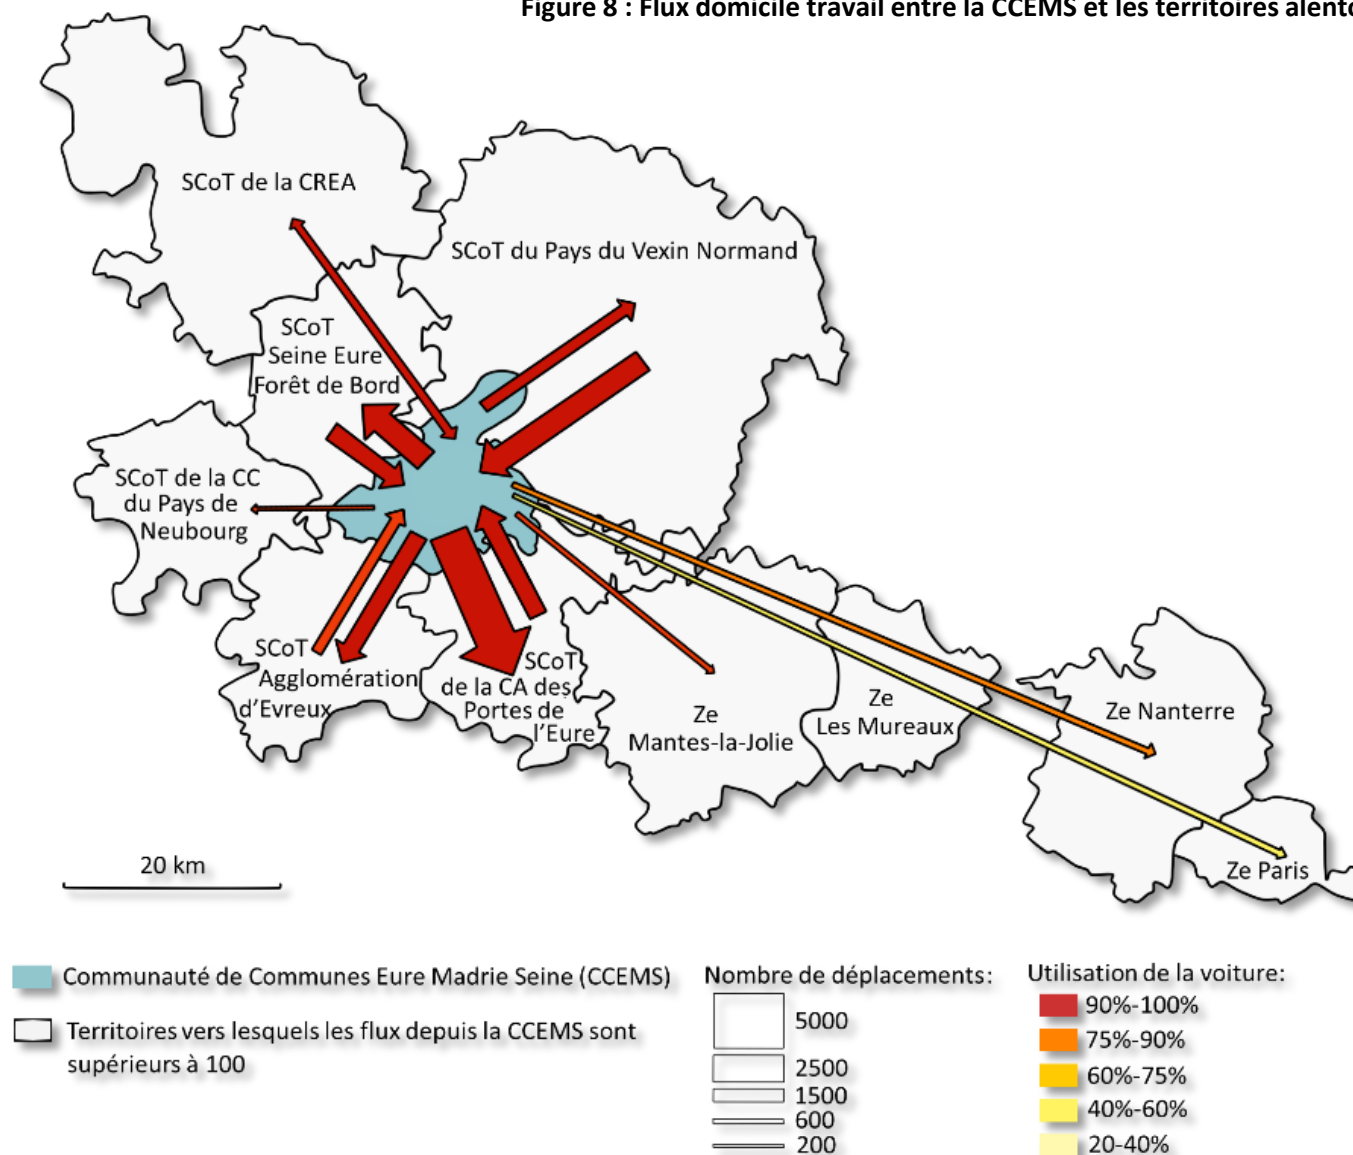 Figure 8 : Flux domicile travail entre la CCEMS et les territoires alento
SCoT de la CREA
SCoT du Pays du Vexin Normand
SCoT
Seine Eure
Forêt de Bord
SCoT de la CC
du Pays de
Neubourg
SCoT
Agglomération
d'Evreux
SCoT
de la CA des
Portes de
l'Eure
Ze
Mantes-la-Jolie
Ze
Les Mureaux
Ze Nanterre
Ze Paris
20 km
Communauté de Communes Eure Madrie Seine (CCEMS)
Territoires vers lesquels les flux depuis la CCEMS sont
supérieurs à 100
Nombre de déplacements:
5000
2500
1500
600
200
Utilisation de la voiture:
90%-100%
75%-90%
60%-75%
40%-60%
20-40%